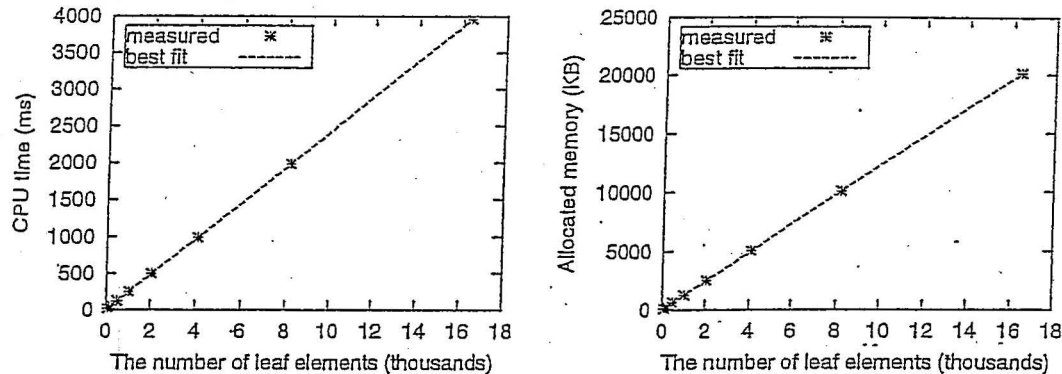 4000
3500
3000
2500
2000
1500
1000
500
0
CPU time (ms)
measured
best fit
0 2 4 6 8 10 12 14 16 18
The number of leaf elements (thousands)
25000
20000
15000
10000
5000
0
Allocated memory (KB)
measured
best fit
0 2 4 6 8 10 12 14 16 18
The number of leaf elements (thousands)